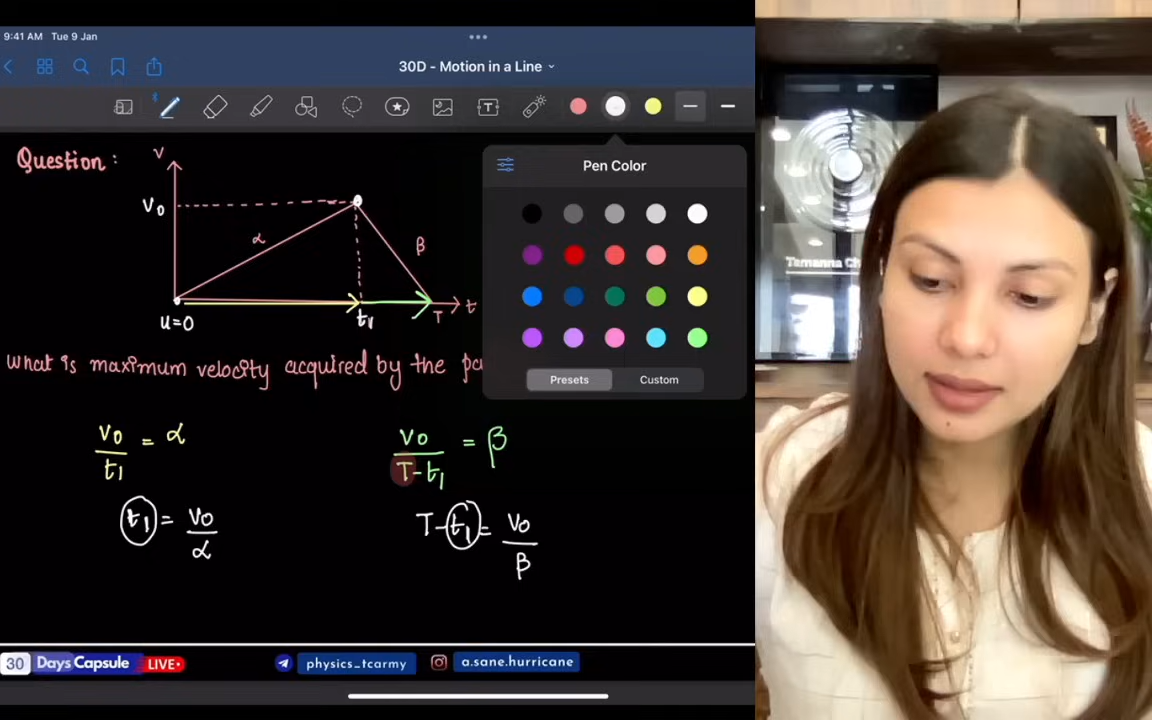 9:41 AM Tue 9 Jan
30D - Motion in a Line
T
Pen Color
Question:
v
v0
α
β
u=0
t1
T
t
what is maximum velocity acquired by the
Presets
Custom
v0/t1 = α
v0/T-t1 = β
t1 = v0/α
T-t1 = v0/β
30 Days Capsule LIVE
physics_tcarmy
a.sane.hurricane